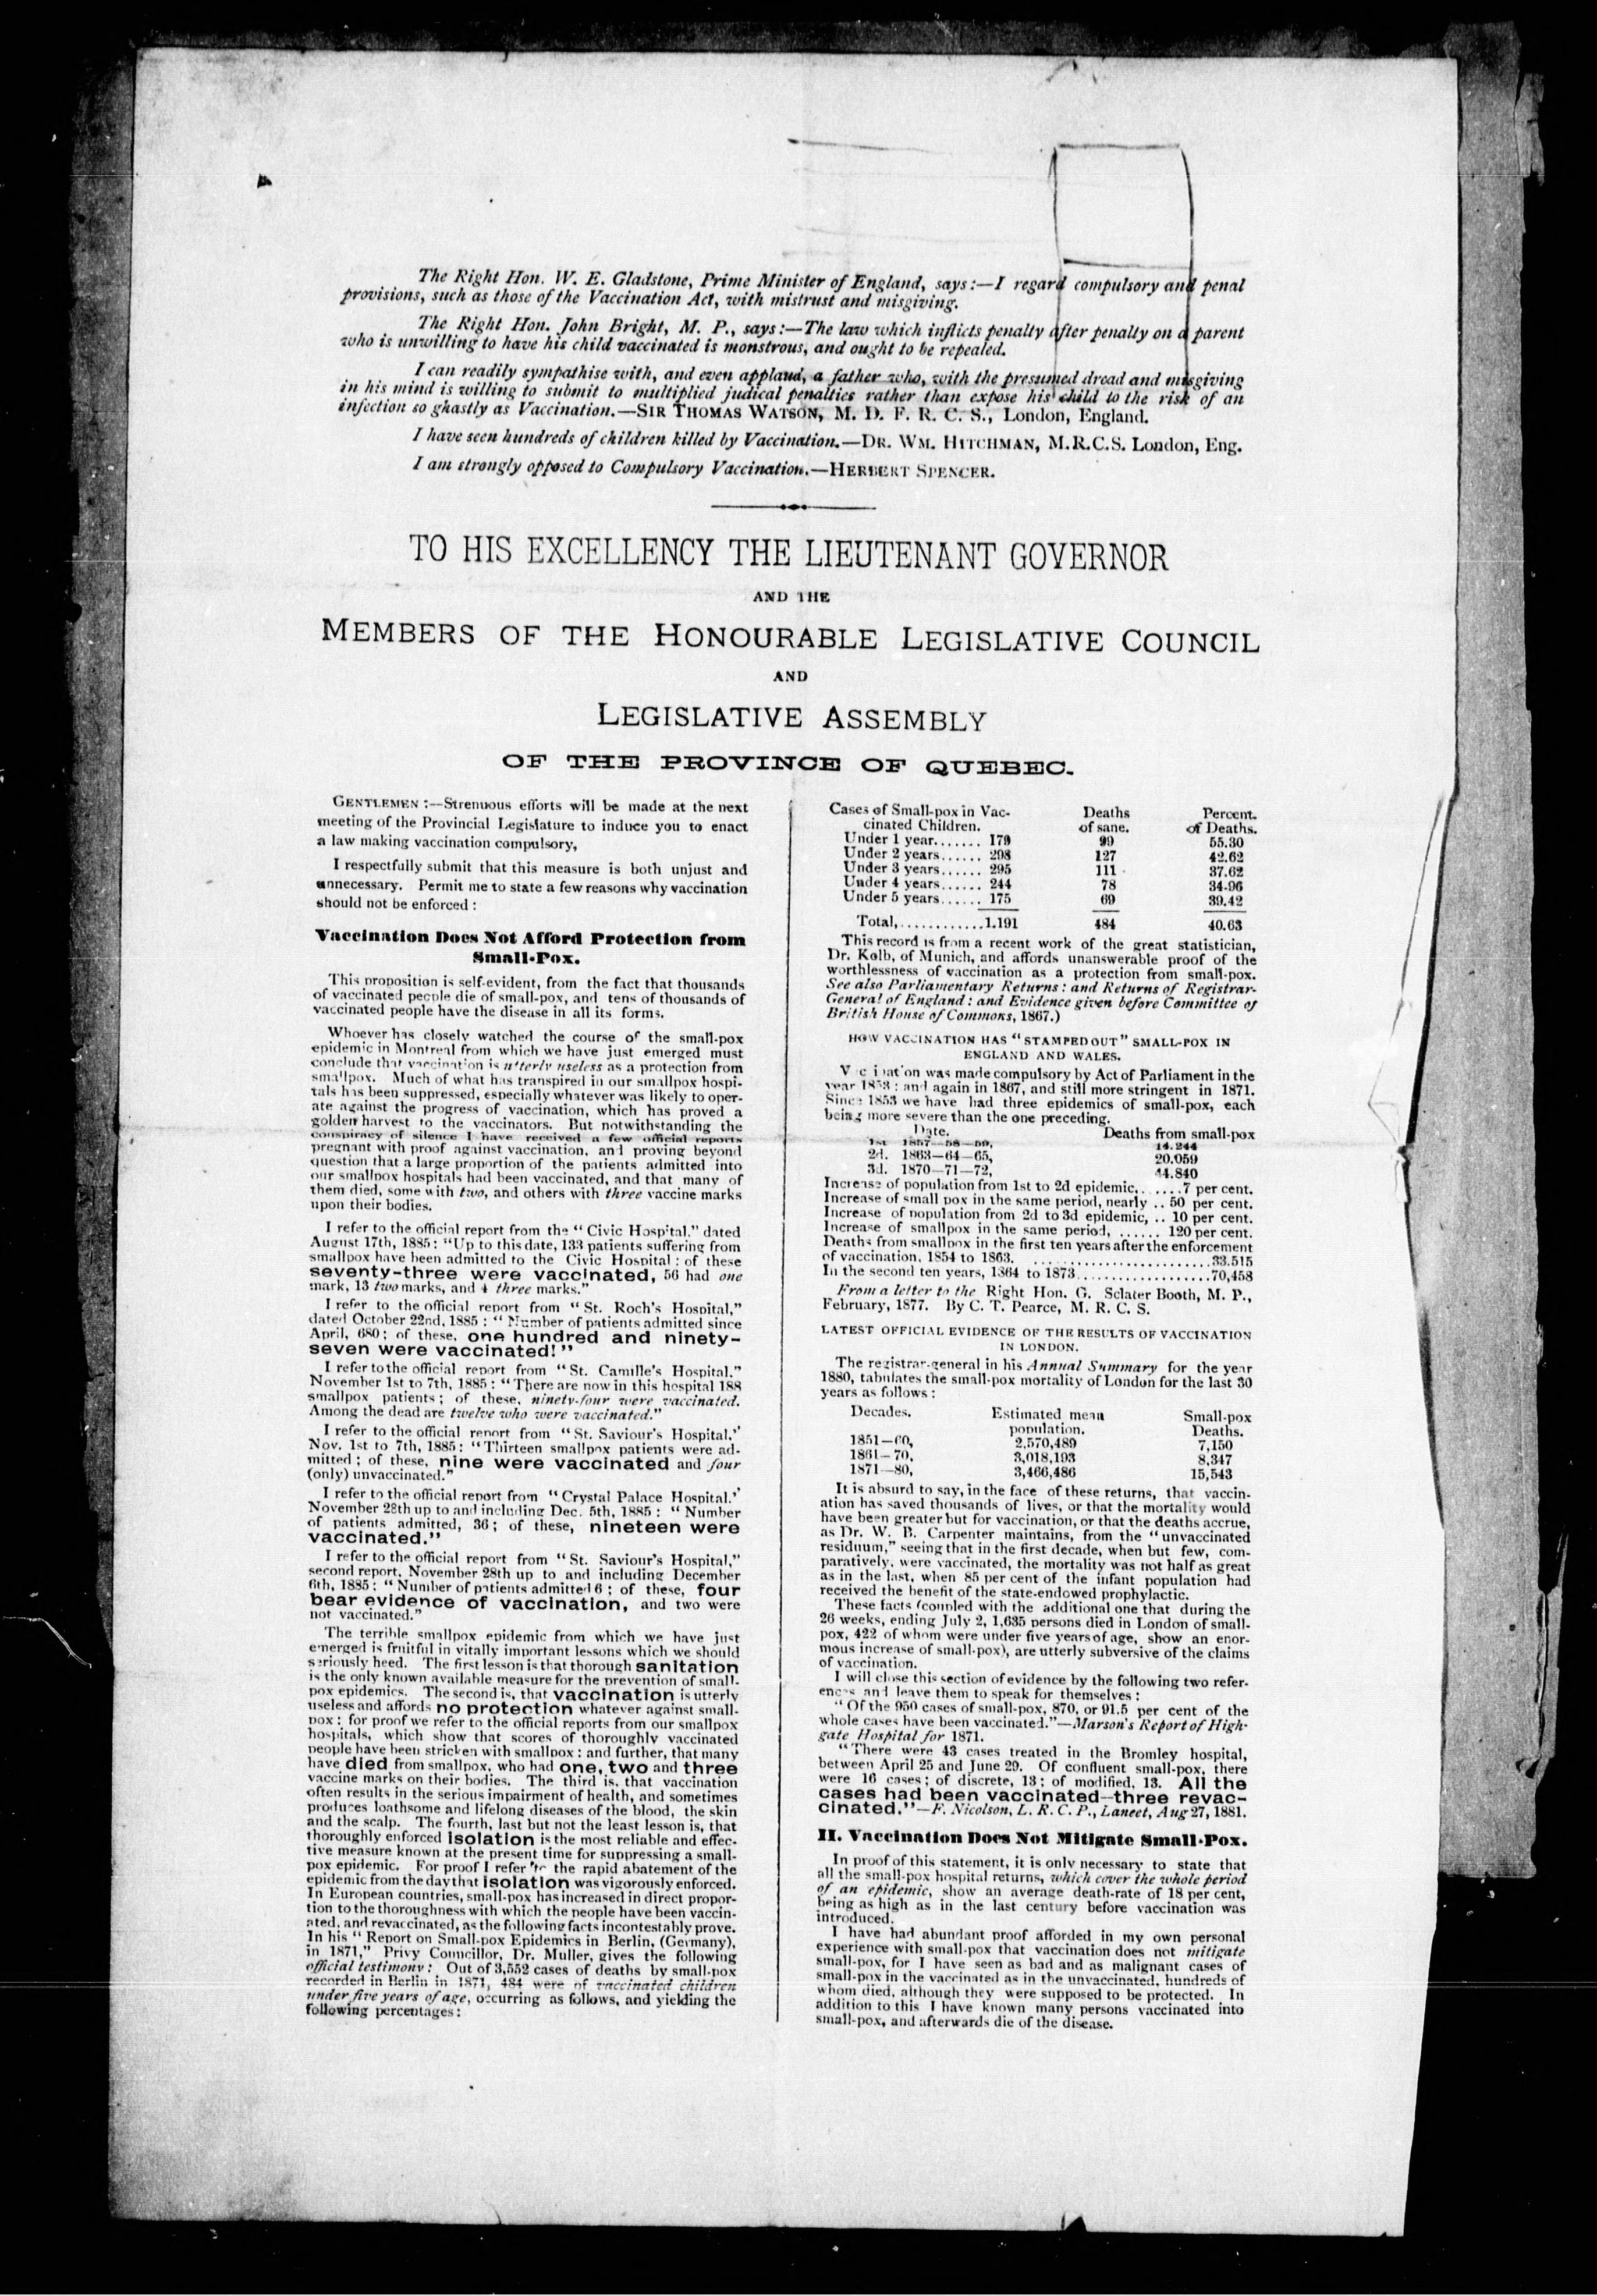 The Right Hon. W. E. Gladstone, Prime Minister of England, says:—I regard compulsory and penal
provisions, such as those of the Vaccination Act, with mistrust and misgiving.
The Right Hon. John Bright, M. P., says:—The law which inflicts penalty after penalty on a parent
who is unwilling to have his child vaccinated is monstrous, and ought to be repealed.
I can readily sympathise with, and even applaud, a father who, with the presumed dread and misgiving
in his mind is willing to submit to multiplied judicial penalties rather than expose his child to the risk of an
infection so ghastly as Vaccination.—SIR THOMAS WATSON, M. D. F. R. C. S., London, England.
I have seen hundreds of children killed by Vaccination.—DR. WM. HITCHMAN, M.R.C.S. London, Eng.
I am strongly opposed to Compulsory Vaccination.—HERBERT SPENCER.
TO HIS EXCELLENCY THE LIEUTENANT GOVERNOR
AND THE
MEMBERS OF THE HONOURABLE LEGISLATIVE COUNCIL
AND
LEGISLATIVE ASSEMBLY
OF THE PROVINCE OF QUEBEC.
GENTLEMEN :—Strenuous efforts will be made at the next
meeting of the Provincial Legislature to induce you to enact
a law making vaccination compulsory,
I respectfully submit that this measure is both unjust and
unnecessary. Permit me to state a few reasons why vaccination
should not be enforced :
Vaccination Does Not Afford Protection from
Small-Pox.
This proposition is self-evident, from the fact that thousands
of vaccinated people die of small-pox, and tens of thousands of
vaccinated people have the disease in all its forms.
Whoever has closely watched the course of the small-pox
epidemic in Montreal from which we have just emerged must
conclude that vaccination is utterly useless as a protection from
smallpox. Much of what has transpired in our smallpox hospi-
tals has been suppressed, especially whatever was likely to oper-
ate against the progress of vaccination, which has proved a
golden harvest to the vaccinators. But notwithstanding the
conspiracy of silence I have received a few official reports
pregnant with proof against vaccination, and proving beyond
question that a large proportion of the patients admitted into
our smallpox hospitals had been vaccinated, and that many of
them died, some with two, and others with three vaccine marks
upon their bodies.
I refer to the official report from the "Civic Hospital," dated
August 17th, 1885: "Up to this date, 133 patients suffering from
smallpox have been admitted to the Civic Hospital : of these
seventy-three were vaccinated, 56 had one
mark, 13 two marks, and 4 three marks."
I refer to the official report from "St. Roch's Hospital,"
dated October 22nd, 1885 : "Number of patients admitted since
April, 680; of these, one hundred and ninety-
seven were vaccinated!"
I refer to the official report from "St. Camille's Hospital."
November 1st to 7th, 1885 : "There are now in this hospital 188
smallpox patients; of these, ninety-four were vaccinated.
Among the dead are twelve who were vaccinated."
I refer to the official report from "St. Saviour's Hospital,"
Nov. 1st to 7th, 1885: "Thirteen smallpox patients were ad-
mitted ; of these, nine were vaccinated and four
(only) unvaccinated."
I refer to the official report from "Crystal Palace Hospital."
November 28th up to and including Dec. 5th, 1885 : "Number
of patients admitted, 36; of these, nineteen were
vaccinated."
I refer to the official report from "St. Saviour's Hospital,"
second report, November 28th up to and including December
6th, 1885: "Number of patients admitted 6 ; of these, four
bear evidence of vaccination, and two were
not vaccinated."
The terrible smallpox epidemic from which we have just
emerged is fruitful in vitally important lessons which we should
seriously heed. The first lesson is that thorough sanitation
is the only known available measure for the prevention of small-
pox epidemics. The second is, that vaccination is utterly
useless and affords no protection whatever against small-
pox : for proof we refer to the official reports from our smallpox
hospitals, which show that scores of thoroughly vaccinated
people have been stricken with smallpox : and further, that many
have died from smallpox, who had one, two and three
vaccine marks on their bodies. The third is, that vaccination
often results in the serious impairment of health, and sometimes
produces loathsome and lifelong diseases of the blood, the skin
and the scalp. The fourth, last but not the least lesson is, that
thoroughly enforced isolation is the most reliable and effec-
tive measure known at the present time for suppressing a small-
pox epidemic. For proof I refer to the rapid abatement of the
epidemic from the day that isolation was vigorously enforced.
In European countries, small-pox has increased in direct propor-
tion to the thoroughness with which the people have been vaccin-
ated, and revaccinated, as the following facts incontestably prove.
In his "Report on Small-pox Epidemics in Berlin, (Germany),
in 1871," Privy Councillor, Dr. Muller, gives the following
official testimony: Out of 3,552 cases of deaths by small-pox
recorded in Berlin in 1871, 484 were of vaccinated children
under five years of age, occurring as follows, and yielding the
following percentages:
Cases of Small-pox in Vac- Deaths Percent.
cinated Children. of sane. of Deaths.
Under 1 year....... 179 99 55.30
Under 2 years...... 298 127 42.62
Under 3 years...... 295 111 37.62
Under 4 years...... 244 78 34.96
Under 5 years...... 175 69 39.42
Total,............1.191 484 40.63
This record is from a recent work of the great statistician,
Dr. Kolb, of Munich, and affords unanswerable proof of the
worthlessness of vaccination as a protection from small-pox.
See also Parliamentary Returns: and Returns of Registrar-
General of England: and Evidence given before Committee of
British House of Commons, 1867.)
HOW VACCINATION HAS "STAMPED OUT" SMALL-POX IN
ENGLAND AND WALES.
V c i nat on was made compulsory by Act of Parliament in the
year 1853 : and again in 1867, and still more stringent in 1871.
Since 1853 we have had three epidemics of small-pox, each
being more severe than the one preceding.
Date. Deaths from small-pox
1st 1857—58—59, 14.244
2d. 1863—64—65, 20.059
3d. 1870—71—72, 44.840
Increase of population from 1st to 2d epidemic,......7 per cent.
Increase of small pox in the same period, nearly .. 50 per cent.
Increase of population from 2d to 3d epidemic, .. 10 per cent.
Increase of smallpox in the same period, ...... 120 per cent.
Deaths from smallpox in the first ten years after the enforcement
of vaccination, 1854 to 1863, ........................33.515
In the second ten years, 1864 to 1873..................70,458
From a letter to the Right Hon. G. Sclater Booth, M. P.,
February, 1877. By C. T. Pearce, M. R. C. S.
LATEST OFFICIAL EVIDENCE OF THE RESULTS OF VACCINATION
IN LONDON.
The registrar-general in his Annual Summary for the year
1880, tabulates the small-pox mortality of London for the last 30
years as follows :
Decades. Estimated mean Small-pox
population. Deaths.
1851—60, 2,570,489 7,150
1861—70, 3,018,193 8,347
1871—80, 3,466,486 15,543
It is absurd to say, in the face of these returns, that vaccin-
ation has saved thousands of lives, or that the mortality would
have been greater but for vaccination, or that the deaths accrue,
as Dr. W. B. Carpenter maintains, from the "unvaccinated
residuum," seeing that in the first decade, when but few, com-
paratively, were vaccinated, the mortality was not half as great
as in the last, when 85 per cent of the infant population had
received the benefit of the state-endowed prophylactic.
These facts (coupled with the additional one that during the
26 weeks, ending July 2, 1,635 persons died in London of small-
pox, 422 of whom were under five years of age, show an enor-
mous increase of small-pox), are utterly subversive of the claims
of vaccination.
I will close this section of evidence by the following two refer-
ences and leave them to speak for themselves :
"Of the 950 cases of small-pox, 870, or 91.5 per cent of the
whole cases have been vaccinated."—Marson's Report of High-
gate Hospital for 1871.
"There were 43 cases treated in the Bromley hospital,
between April 25 and June 29. Of confluent small-pox, there
were 16 cases; of discrete, 13; of modified, 13. All the
cases had been vaccinated—three revac-
cinated."—F. Nicolson, L. R. C. P., Lancet, Aug 27, 1881.
II. Vaccination Does Not Mitigate Small-Pox.
In proof of this statement, it is only necessary to state that
all the small-pox hospital returns, which cover the whole period
of an epidemic, show an average death-rate of 18 per cent,
being as high as in the last century before vaccination was
introduced.
I have had abundant proof afforded in my own personal
experience with small-pox that vaccination does not mitigate
small-pox, for I have seen as bad and as malignant cases of
small-pox in the vaccinated as in the unvaccinated, hundreds of
whom died, although they were supposed to be protected. In
addition to this I have known many persons vaccinated into
small-pox, and afterwards die of the disease.